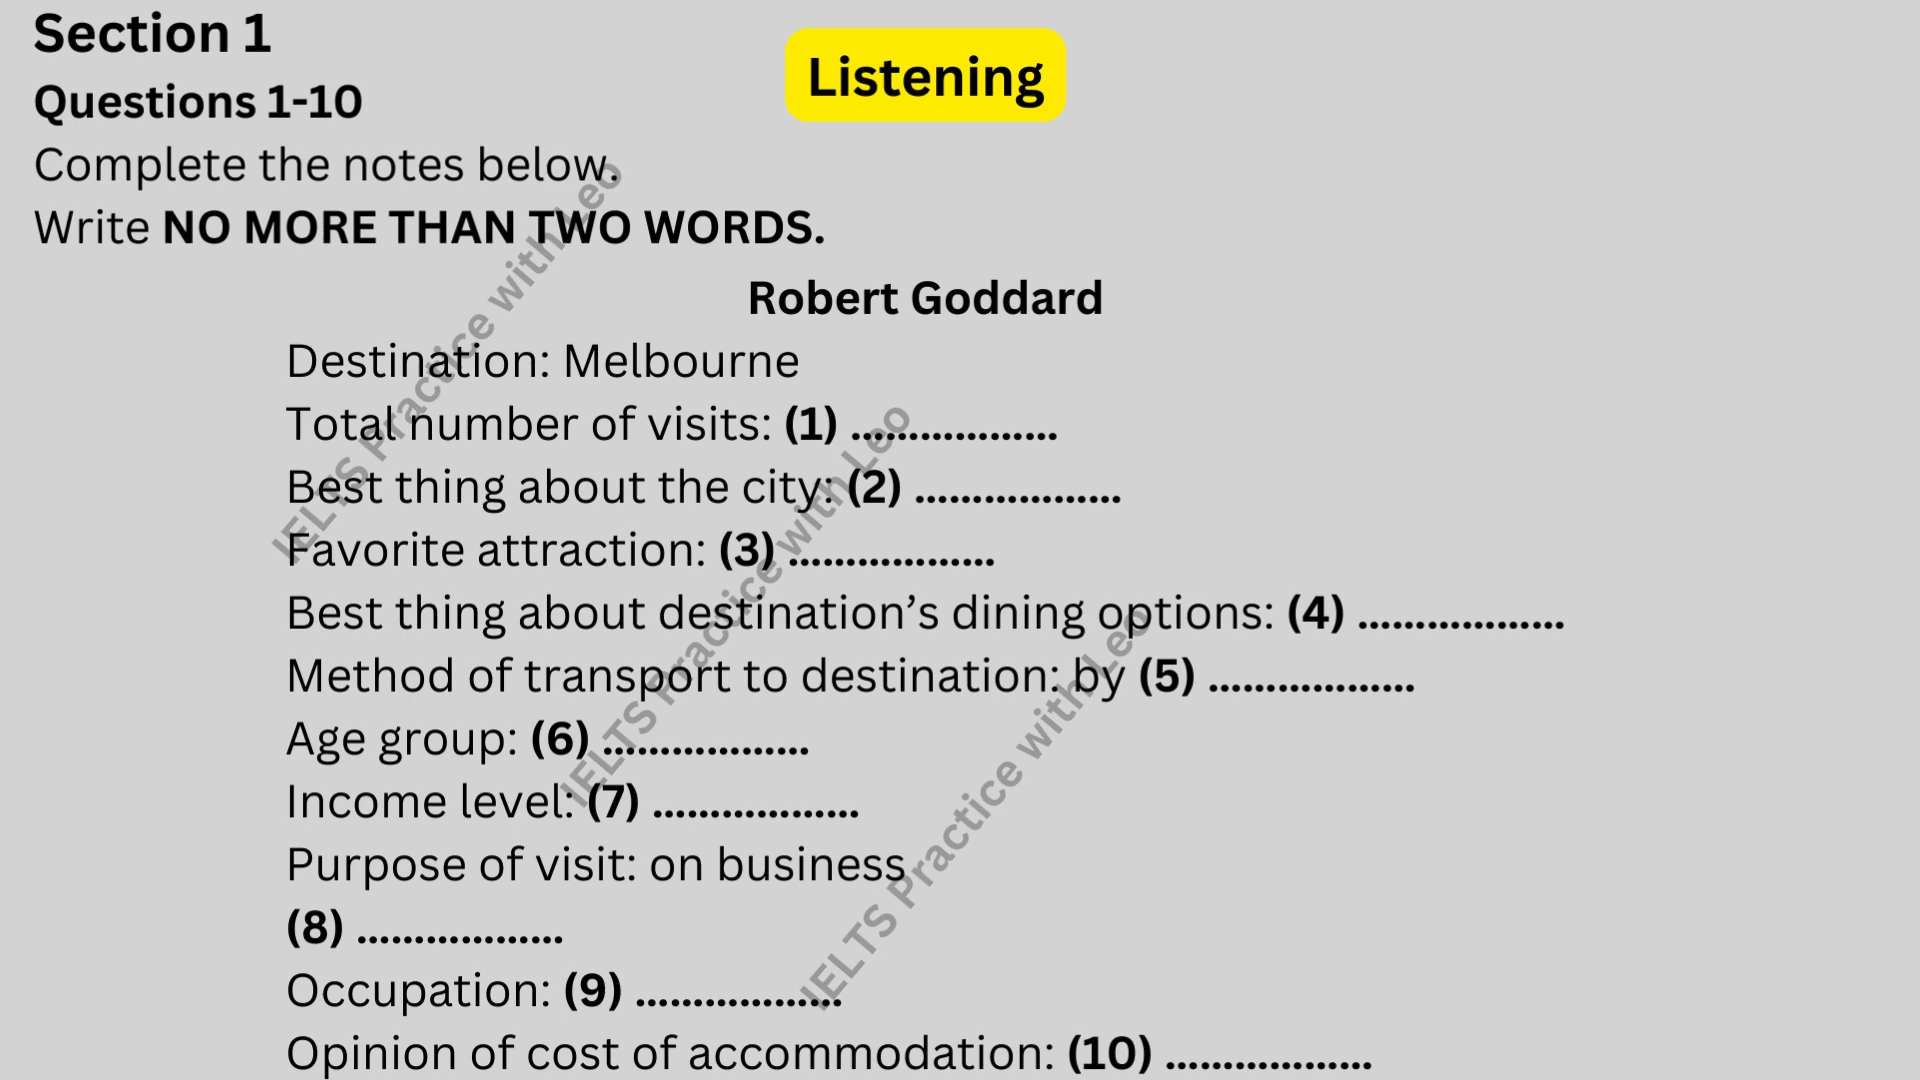 Section 1
Listening
Questions 1-10
Complete the notes below.
Write NO MORE THAN TWO WORDS.
Robert Goddard
Destination: Melbourne
Total number of visits: (1) ..................
Best thing about the city: (2) ..................
Favorite attraction: (3) ..................
Best thing about destination’s dining options: (4) ..................
Method of transport to destination: by (5) ..................
Age group: (6) ..................
Income level: (7) ..................
Purpose of visit: on business
(8) ..................
Occupation: (9) ..................
Opinion of cost of accommodation: (10) ..................
IELTS Practice with Leo
IELTS Practice with Leo
IELTS Practice with Leo